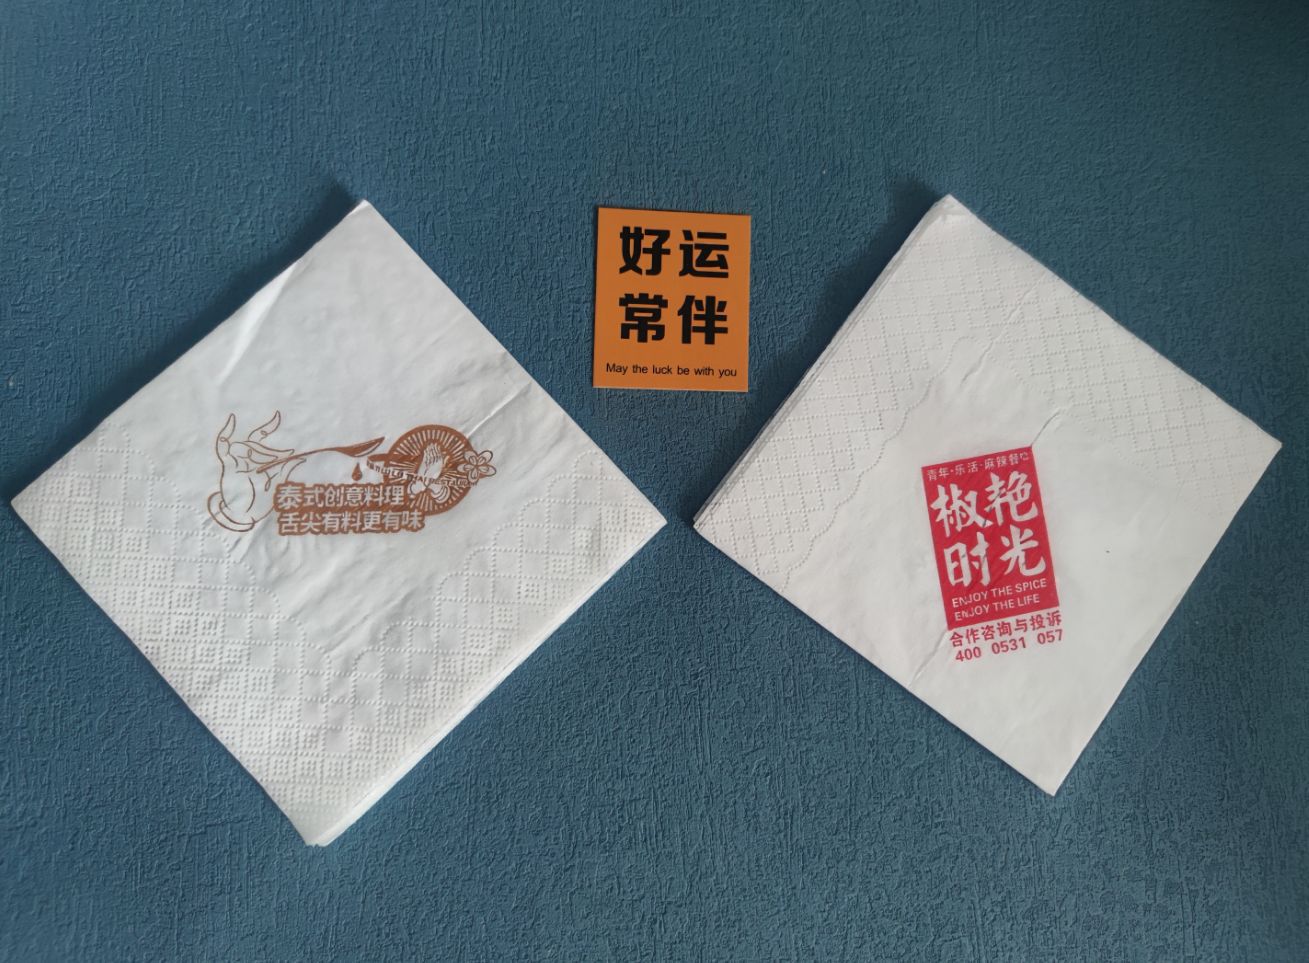 好运
常伴
May the luck be with you
泰式创意料理,
舌尖有料更有味
青年·乐活·麻辣餐吧
椒艳
时光
ENJOY THE SPICE
ENJOY THE LIFE
合作咨询与投诉
400 0531 057